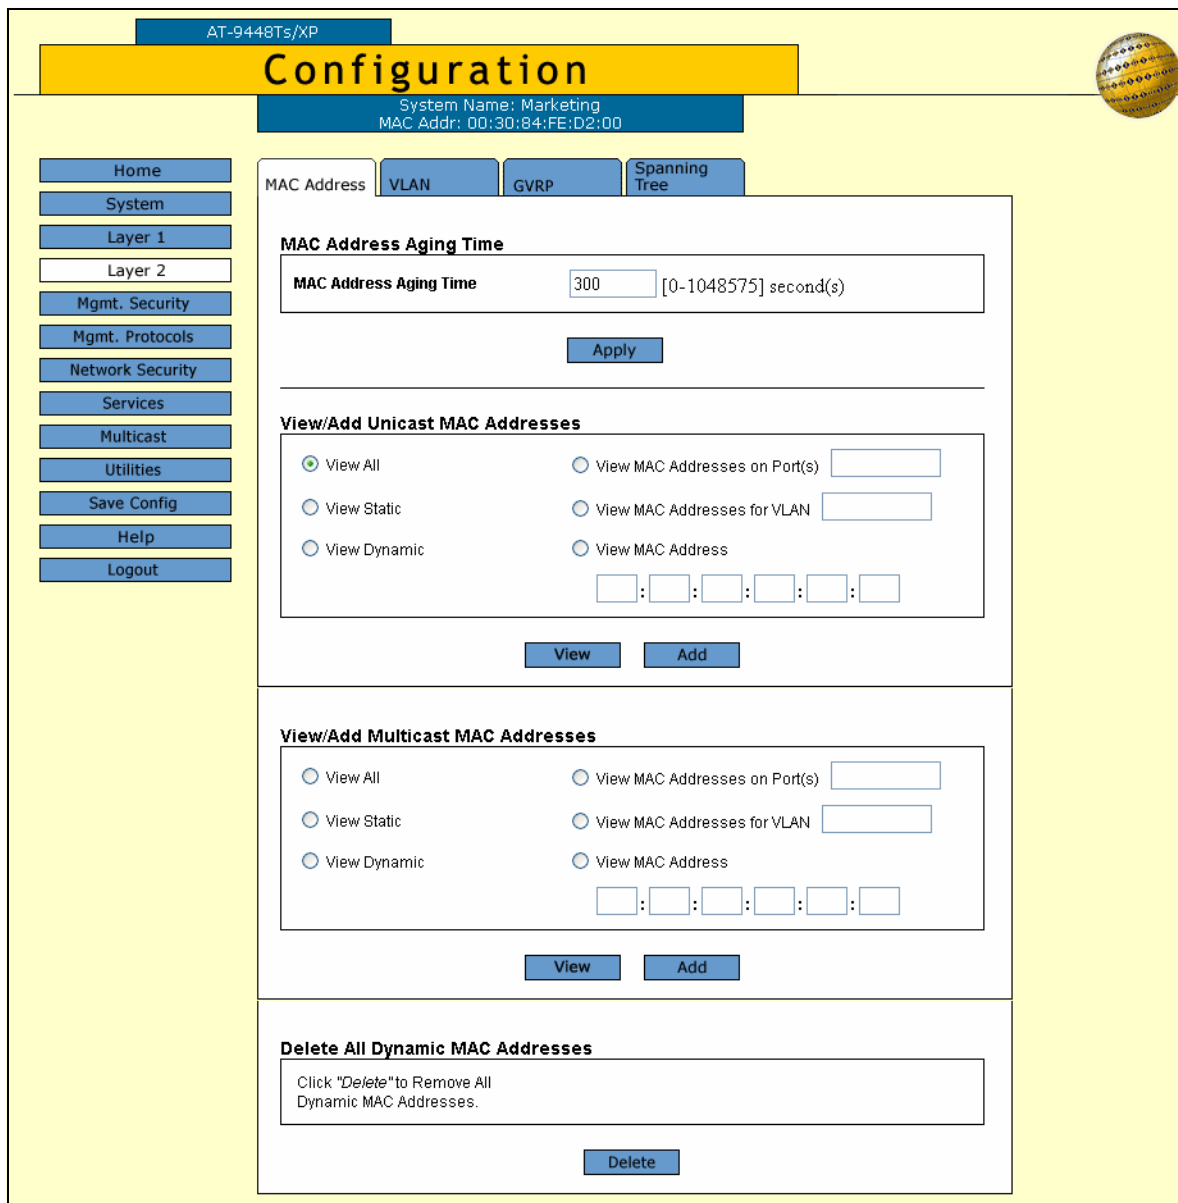 AT-9448Ts/XP
Configuration
System Name: Marketing
MAC Addr: 00:30:84:FE:D2:00
Home
System
Layer 1
Layer 2
Mgmt. Security
Mgmt. Protocols
Network Security
Services
Multicast
Utilities
Save Config
Help
Logout
MAC Address
VLAN
GVRP
Spanning
Tree
MAC Address Aging Time
MAC Address Aging Time 300 [0-1048575] second(s)
Apply
View/Add Unicast MAC Addresses
View All View MAC Addresses on Port(s)
View Static View MAC Addresses for VLAN
View Dynamic View MAC Address
: : : : :
View Add
View/Add Multicast MAC Addresses
View All View MAC Addresses on Port(s)
View Static View MAC Addresses for VLAN
View Dynamic View MAC Address
: : : : :
View Add
Delete All Dynamic MAC Addresses
Click "Delete" to Remove All
Dynamic MAC Addresses.
Delete